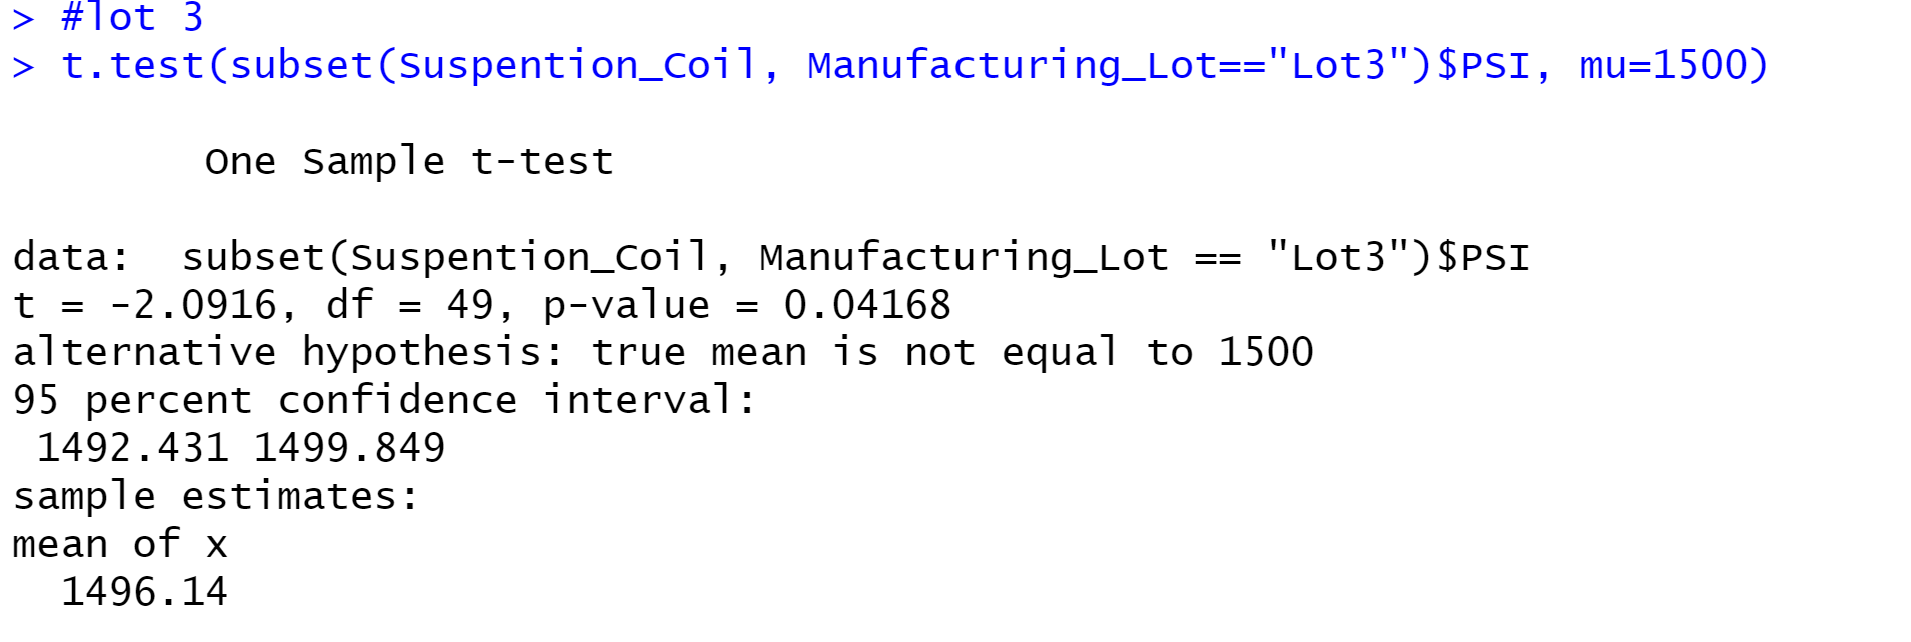 > #lot 3
> t.test(subset(Suspention_Coil, Manufacturing_Lot=="Lot3")$PSI, mu=1500)
One Sample t-test
data:  subset(Suspention_Coil, Manufacturing_Lot == "Lot3")$PSI
t = -2.0916, df = 49, p-value = 0.04168
alternative hypothesis: true mean is not equal to 1500
95 percent confidence interval:
1492.431 1499.849
sample estimates:
mean of x
1496.14